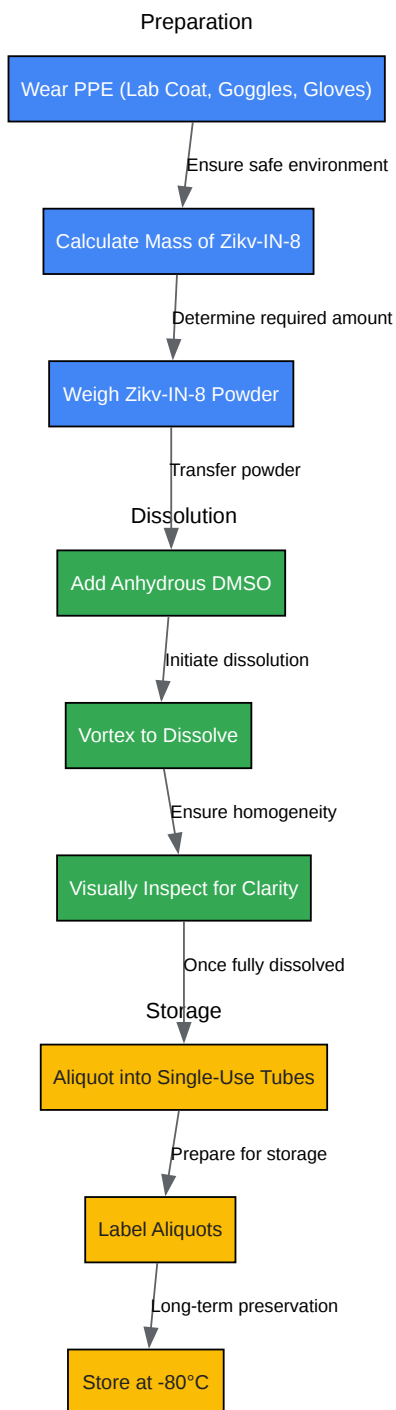 Preparation
Wear PPE (Lab Coat, Goggles, Gloves)
Ensure safe environment
Calculate Mass of Zikv-IN-8
Determine required amount
Weigh Zikv-IN-8 Powder
Transfer powder
Dissolution
Add Anhydrous DMSO
Initiate dissolution
Vortex to Dissolve
Ensure homogeneity
Visually Inspect for Clarity
Once fully dissolved
Storage
Aliquot into Single-Use Tubes
Prepare for storage
Label Aliquots
Long-term preservation
Store at -80°C